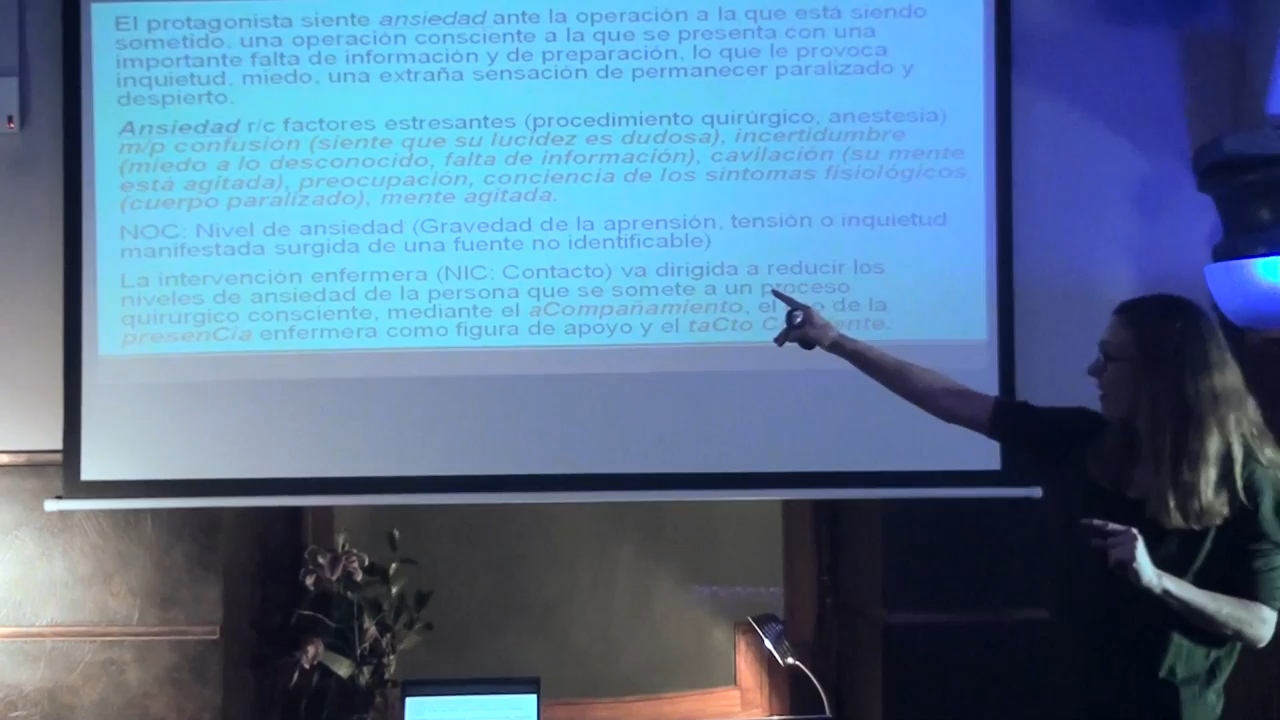 El protagonista siente ansiedad ante la operación a la que está siendo
sometido, una operación consciente a la que se presenta con una
importante falta de información y de preparación, lo que le provoca
inquietud, miedo, una extraña sensación de permanecer paralizado y
despierto.
Ansiedad r/c factores estresantes (procedimiento quirúrgico, anestesia)
m/p confusión (siente que su lucidez es dudosa), incertidumbre
(miedo a lo desconocido, falta de información), cavilación (su mente
está agitada), preocupación, conciencia de los síntomas fisiológicos
(cuerpo paralizado), mente agitada.
NOC: Nivel de ansiedad (Gravedad de la aprensión, tensión o inquietud
manifestada surgida de una fuente no identificable)
La intervención enfermera (NIC: Contacto) va dirigida a reducir los
niveles de ansiedad de la persona que se somete a un proceso
quirúrgico consciente, mediante el aCompañamiento, el de la
presenCia enfermera como figura de apoyo y el taCto